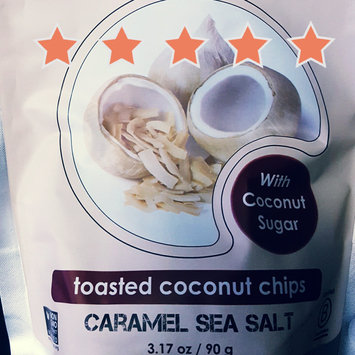 With
Coconut
Sugar
toasted coconut chips
CARAMEL SEA SALT
3.17 oz / 90 g